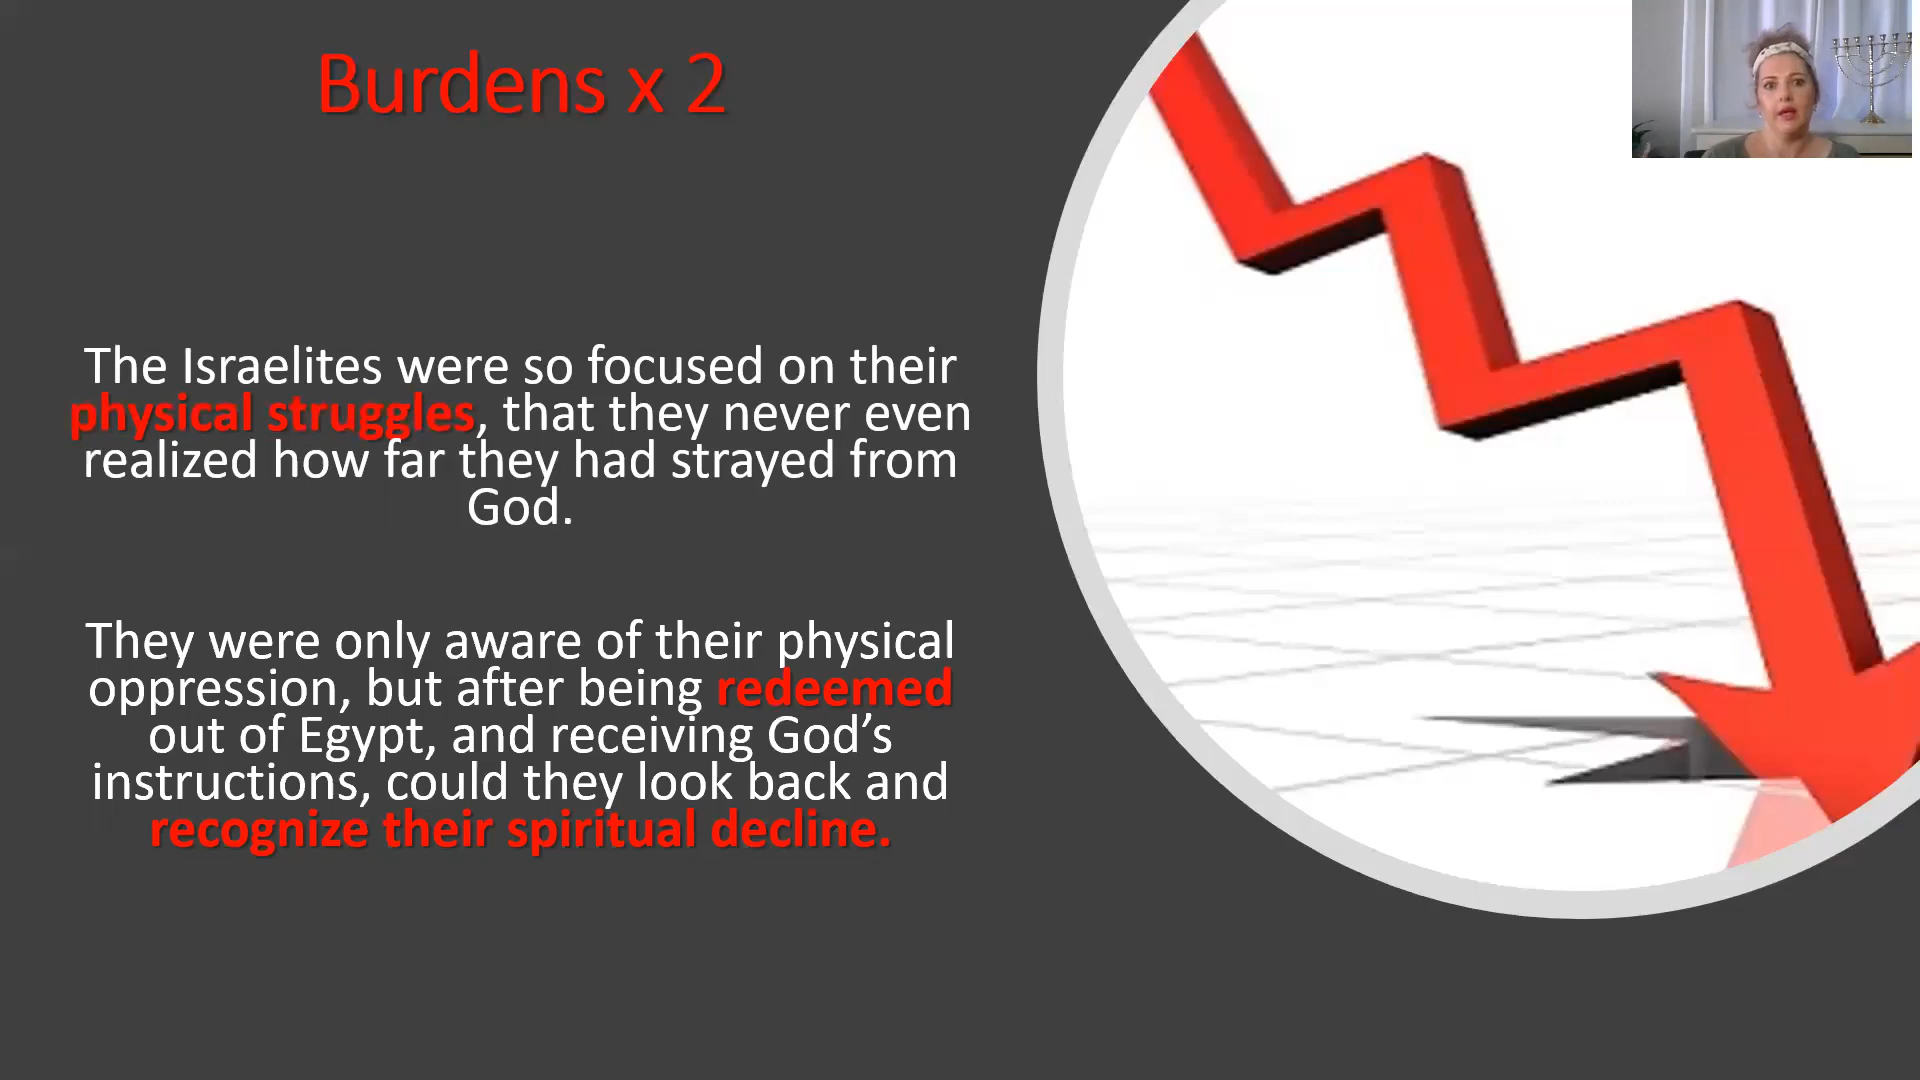 Burdens x 2
The Israelites were so focused on their
physical struggles, that they never even
realized how far they had strayed from
God.
They were only aware of their physical
oppression, but after being redeemed
out of Egypt, and receiving God’s
instructions, could they look back and
recognize their spiritual decline.